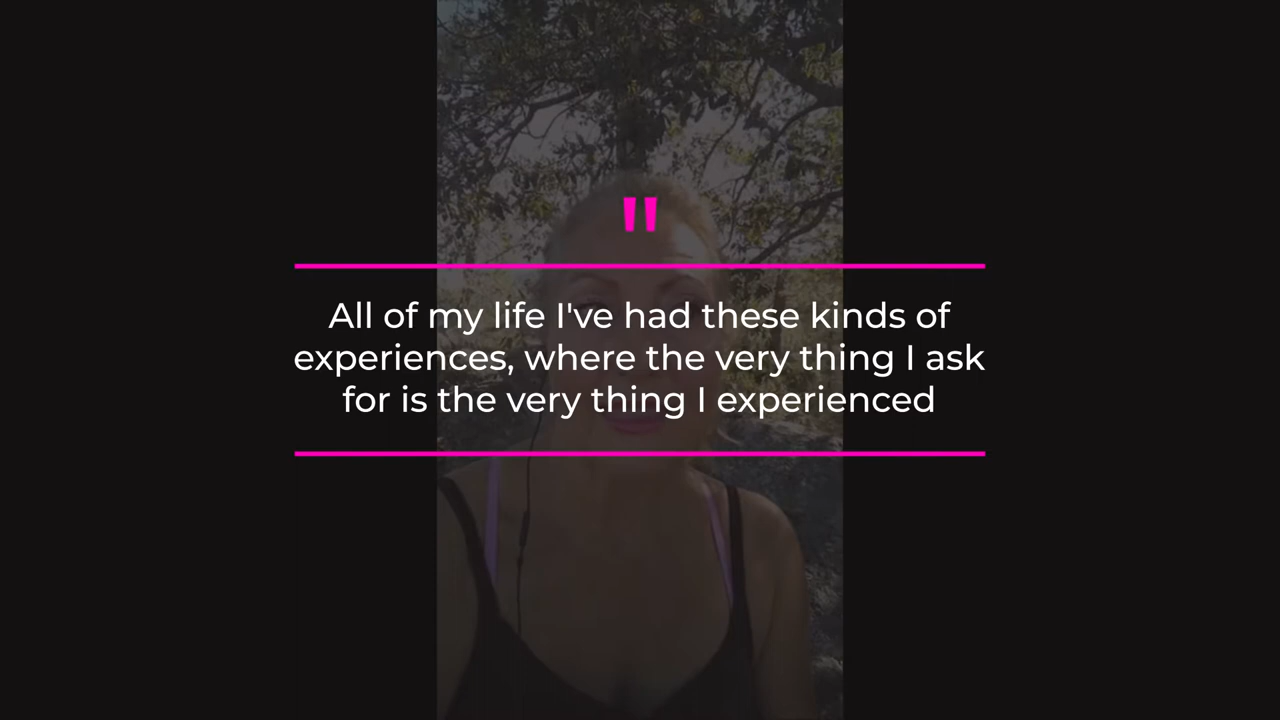 "
All of my life I've had these kinds of
experiences, where the very thing I ask
for is the very thing I experienced